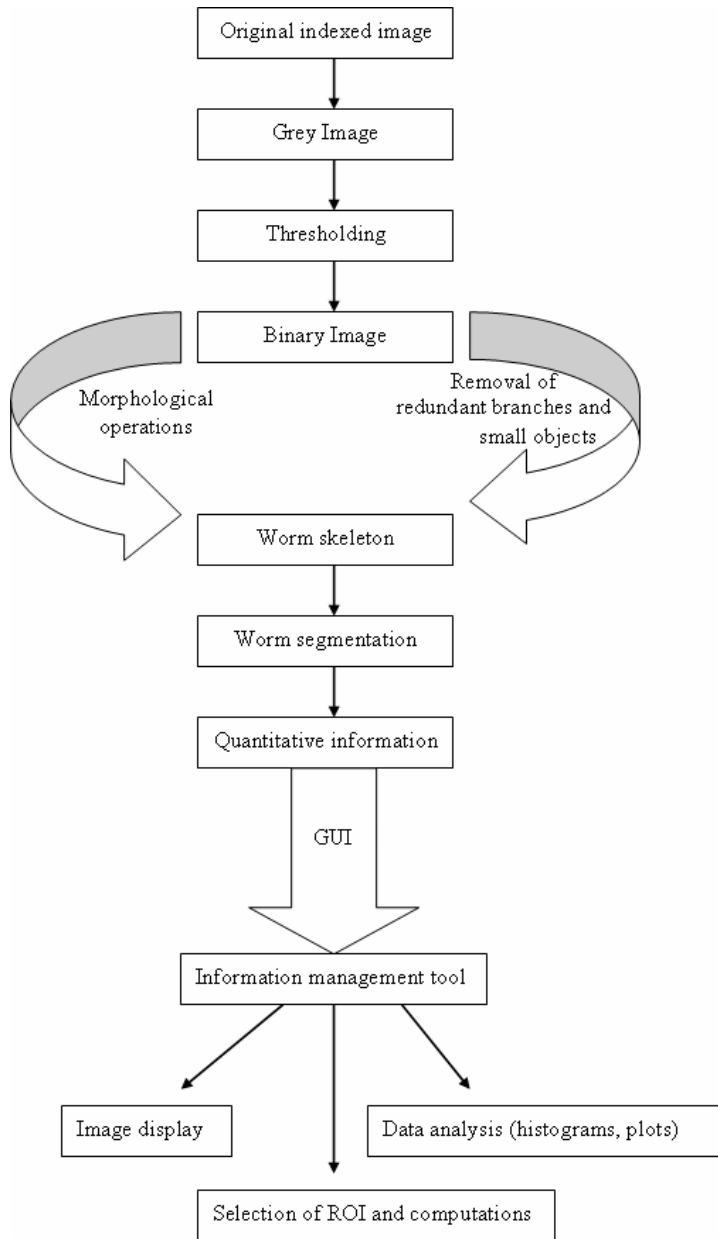 Original indexed image
Grey Image
Thresholding
Binary Image
Morphological
operations
Removal of
redundant branches and
small objects
Worm skeleton
Worm segmentation
Quantitative information
GUI
Information management tool
Image display
Data analysis (histograms, plots)
Selection of ROI and computations